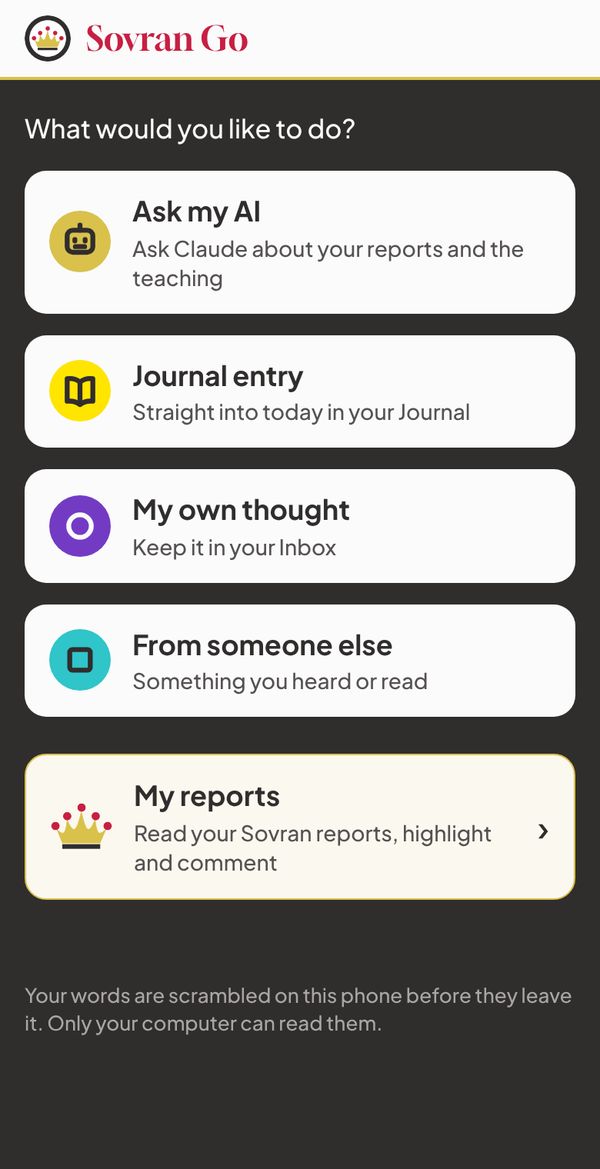 Sovran Go
What would you like to do?
Ask my AI
Ask Claude about your reports and the
teaching
Journal entry
Straight into today in your Journal
My own thought
Keep it in your Inbox
From someone else
Something you heard or read
My reports
Read your Sovran reports, highlight
and comment
Your words are scrambled on this phone before they leave
it. Only your computer can read them.